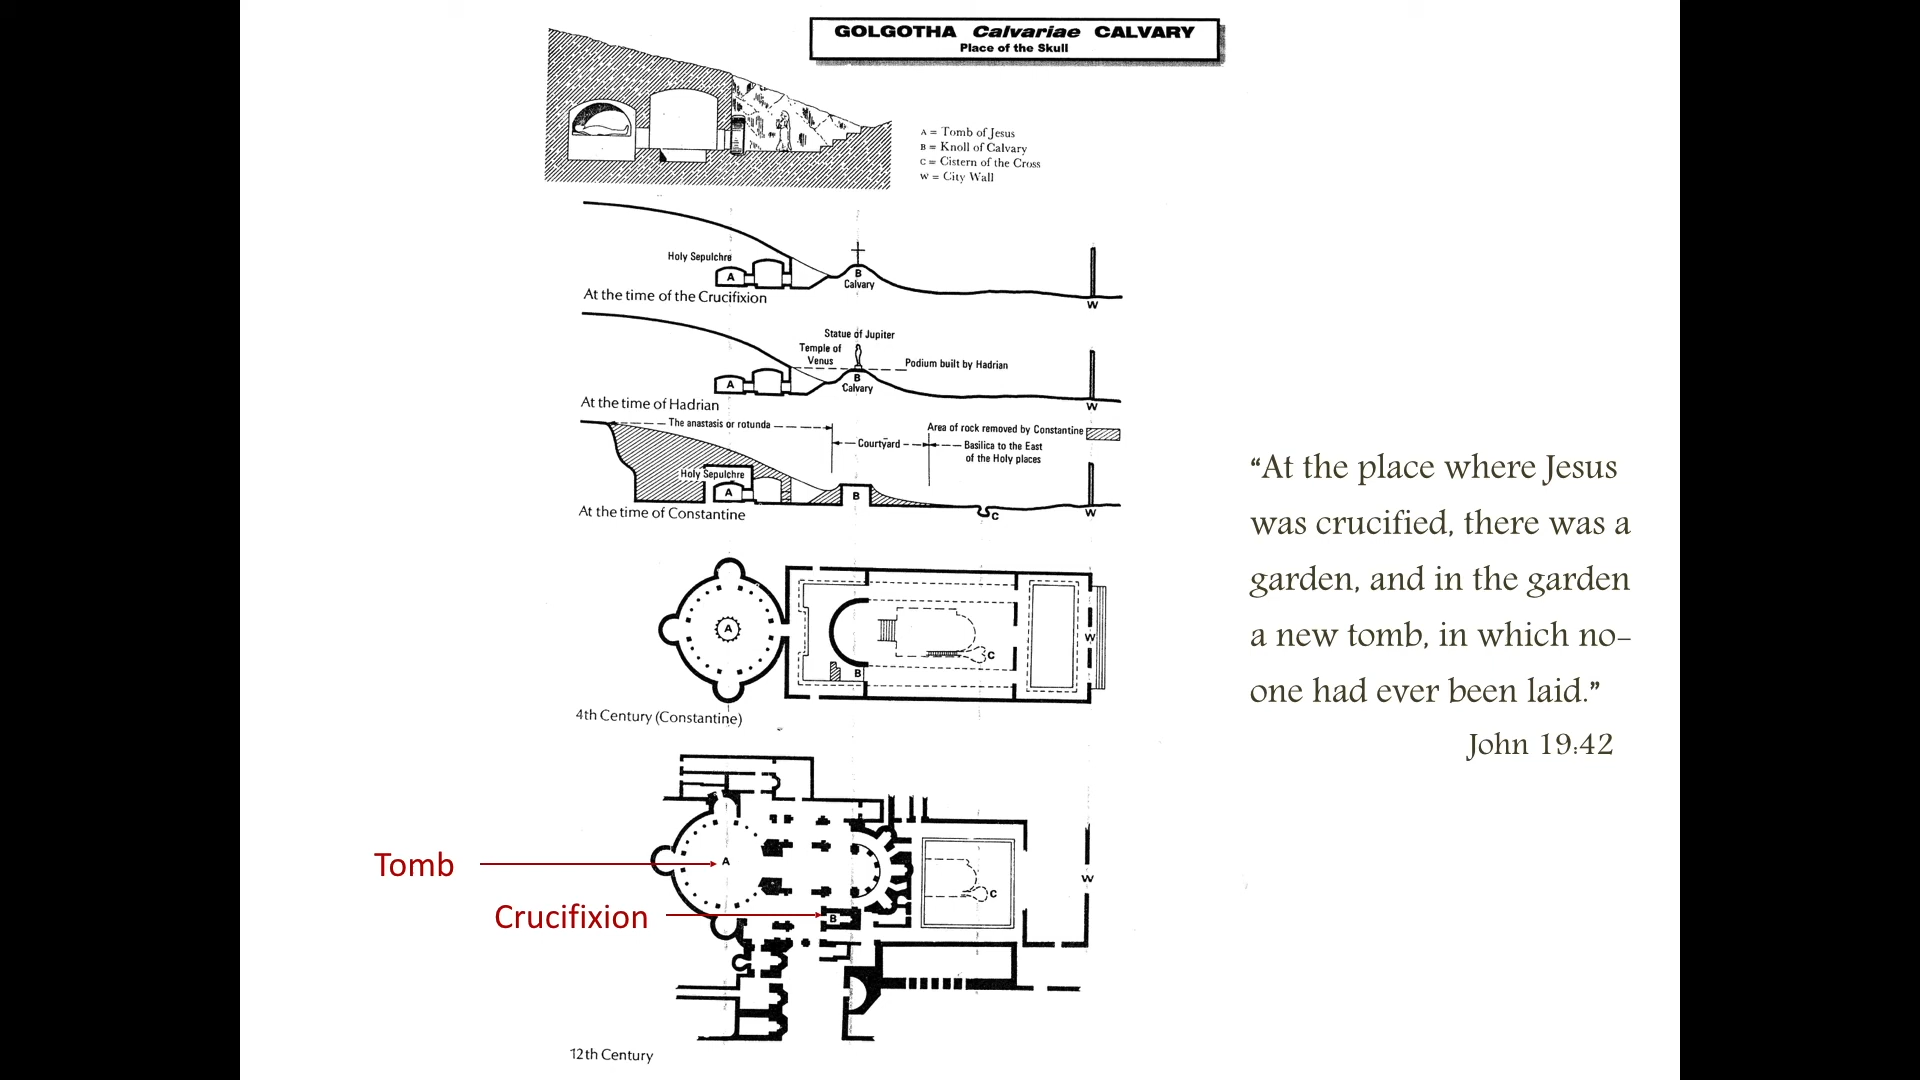 GOLGOTHA Calvariae CALVARY
Place of the Skull
A = Tomb of Jesus
B = Knoll of Calvary
C = Cistern of the Cross
W = City Wall
Holy Sepulchre
A
B
Calvary
W
At the time of the Crucifixion
Statue of Jupiter
Temple of
Venus
Podium built by Hadrian
A
B
Calvary
W
At the time of Hadrian
The anastasis or rotunda
Courtyard
Area of rock removed by Constantine
Basilica to the East
of the Holy places
Holy Sepulchre
A
B
C
W
At the time of Constantine
A
B
C
W
4th Century (Constantine)
A
B
C
W
12th Century
Tomb
Crucifixion
“At the place where Jesus
was crucified, there was a
garden, and in the garden
a new tomb, in which no-
one had ever been laid.”
John 19:42